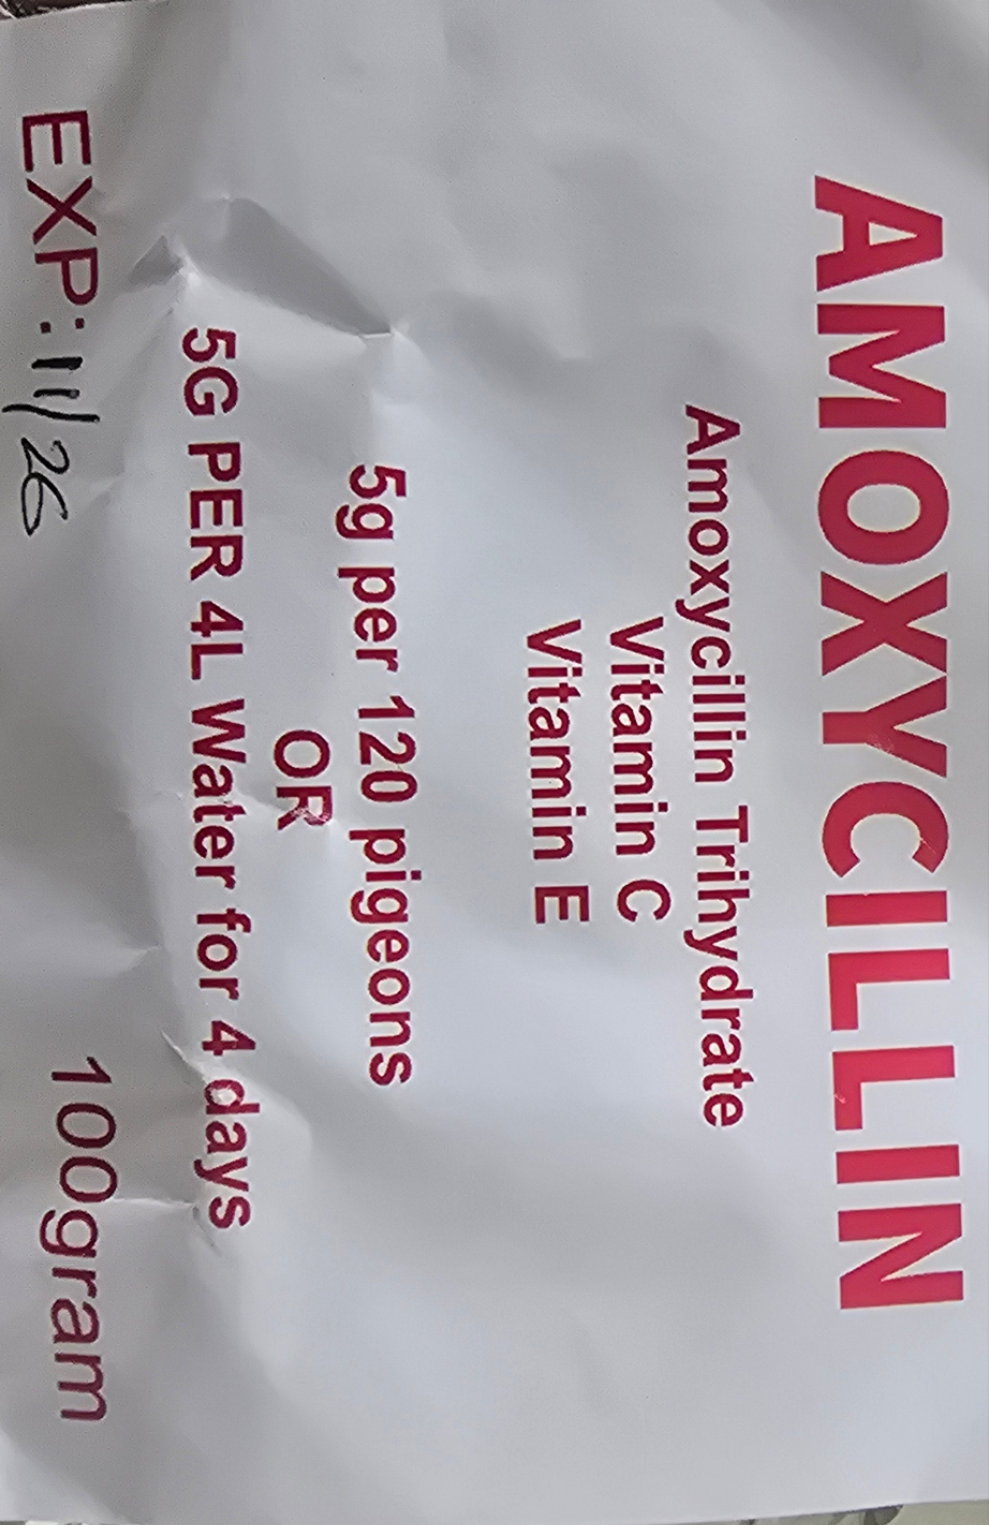 AMOXYCILLIN
Amoxycillin Trihydrate
Vitamin C
Vitamin E
5g per 120 pigeons
OR
5G PER 4L Water for 4 days
EXP: 11/26
100gram